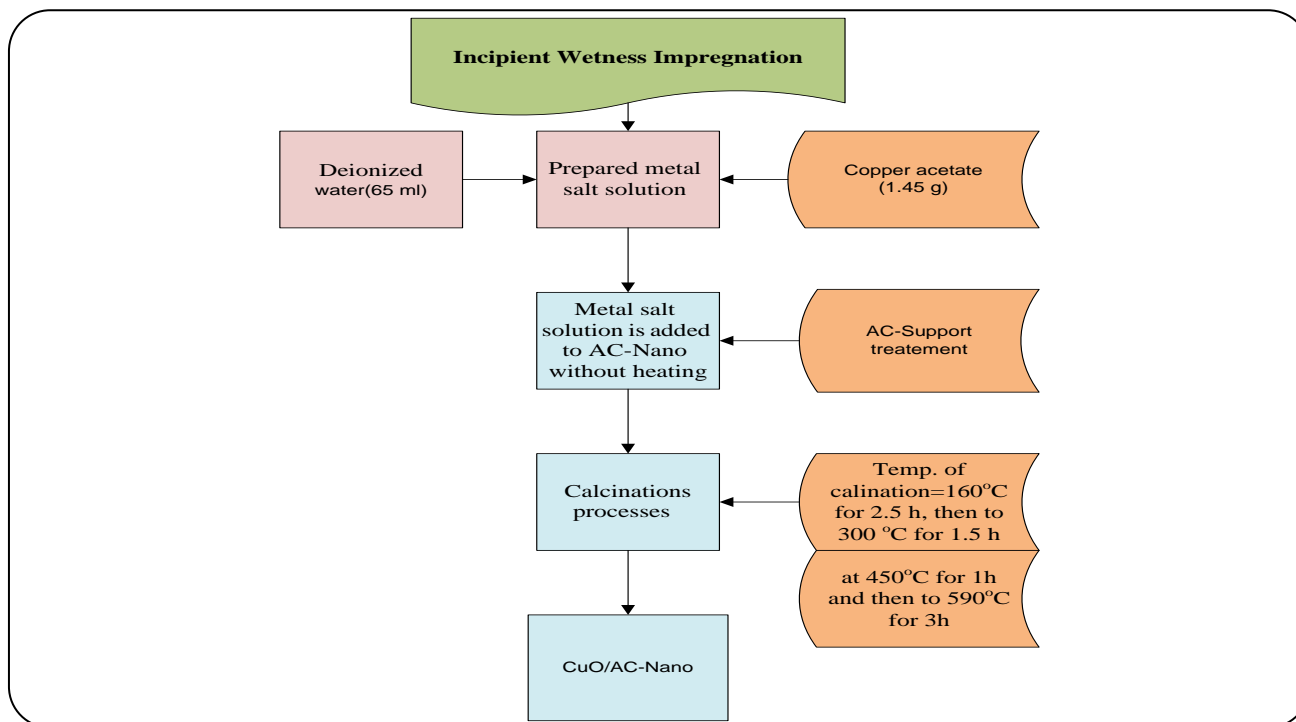 Incipient Wetness Impregnation
Deionized
water(65 ml)
Prepared metal
salt solution
Copper acetate
(1.45 g)
Metal salt
solution is added
to AC-Nano
without heating
AC-Support
treatement
Calcinations
processes
Temp. of
calination=160°C
for 2.5 h, then to
300 °C for 1.5 h
at 450°C for 1h
and then to 590°C
for 3h
CuO/AC-Nano